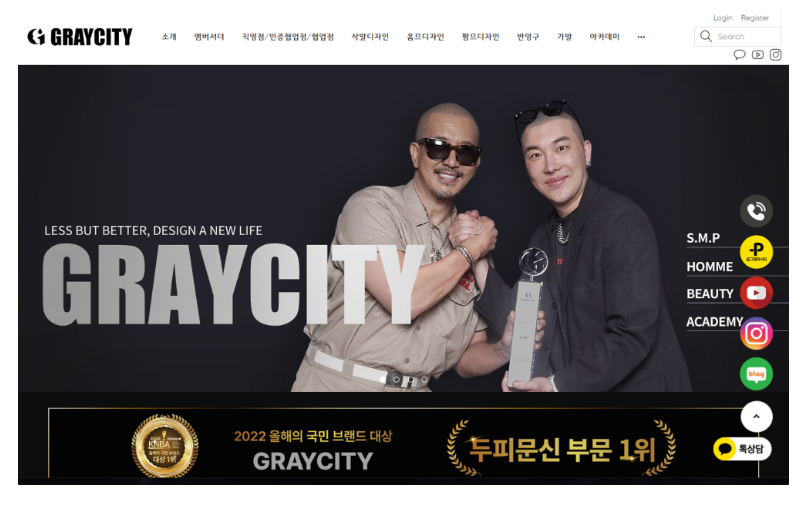 Login Register
GRAYCITY
소개 앰버서더 직영점/인증협업점/협업점 삭발디자인 옴므디자인 팜므디자인 반영구 가발 아카데미 ···
Search
LESS BUT BETTER, DESIGN A NEW LIFE
GRAYCITY
S.M.P
HOMME
BEAUTY
ACADEMY
blog
2022 올해의 국민 브랜드 대상
GRAYCITY
KNBA
대상 1위
두피문신 부문 1위
톡상담